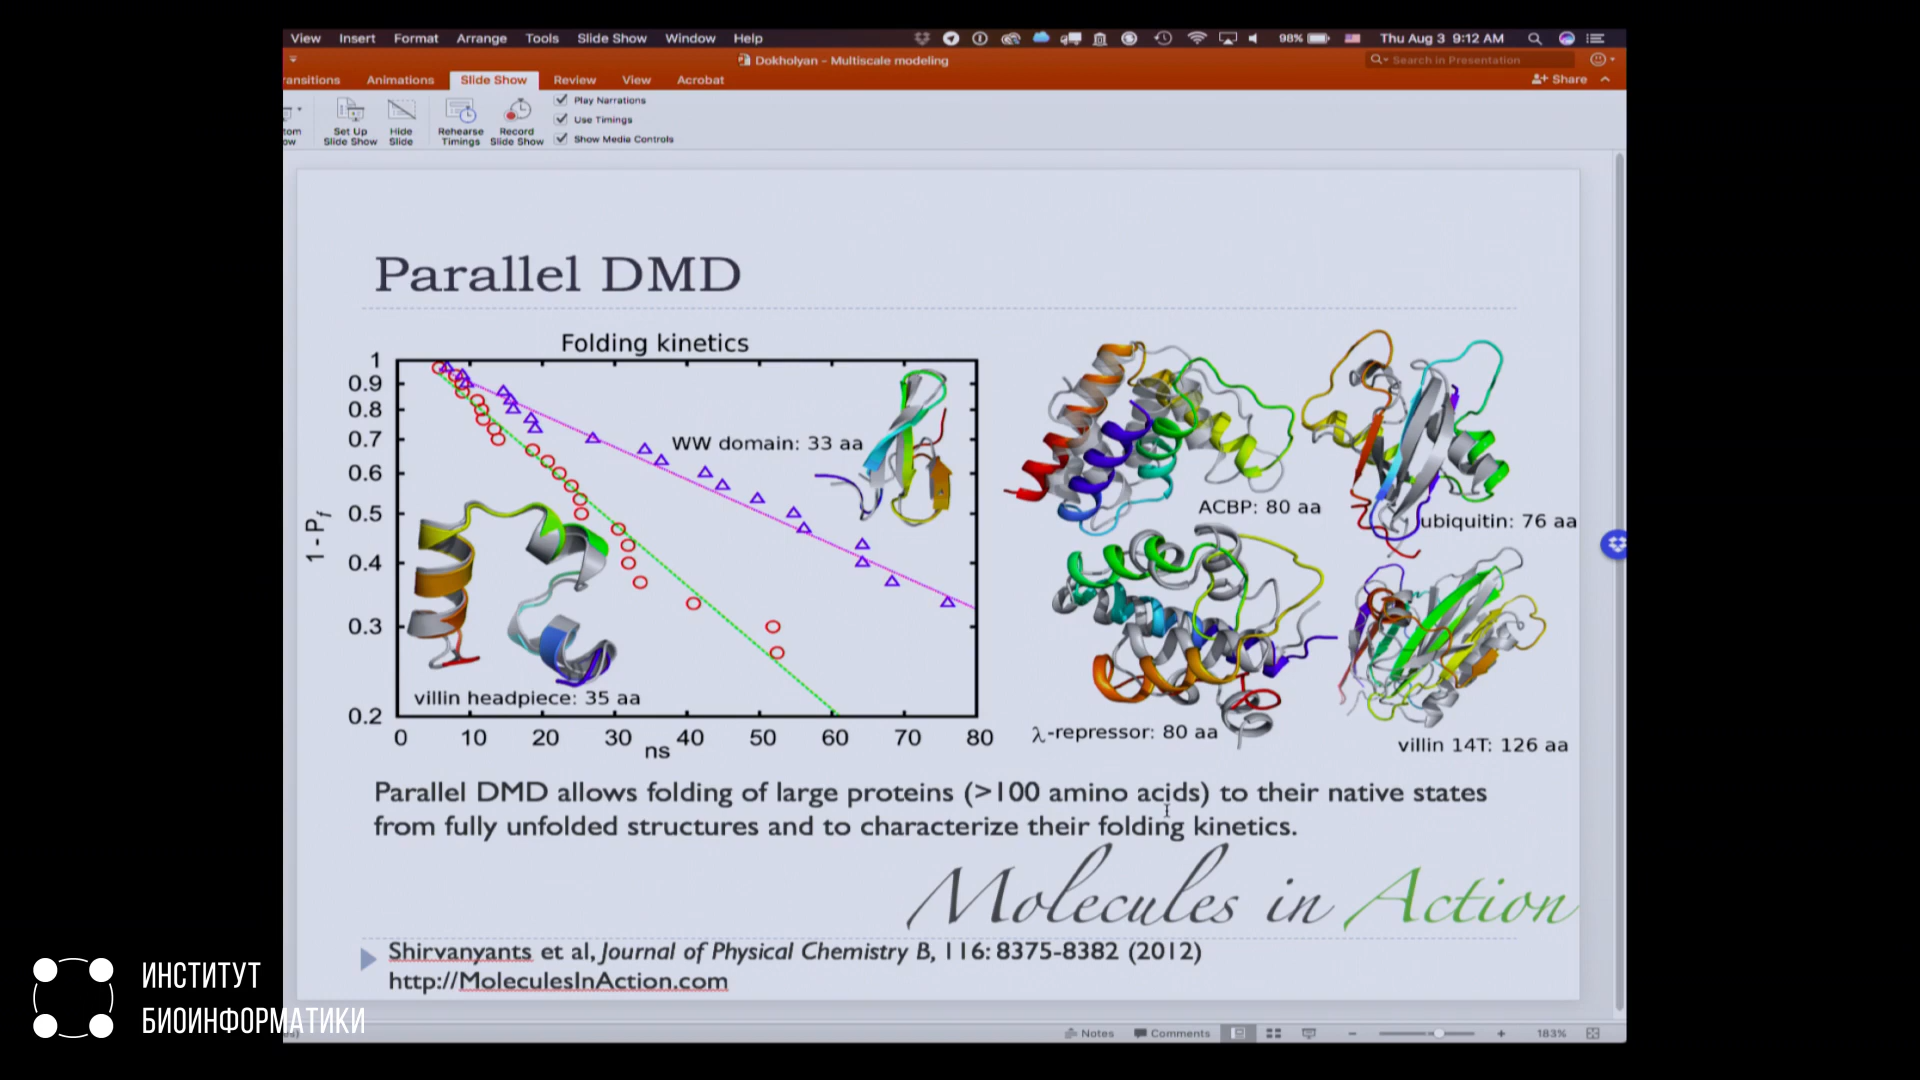 View Insert Format Arrange Tools Slide Show Window Help 98% Thu Aug 3 9:12 AM
Dokholyan - Multiscale modeling
Search in Presentation
ransitions Animations Slide Show Review View Acrobat Share
tom
ow
Set Up
Slide Show
Hide
Slide
Rehearse
Timings
Record
Slide Show
Play Narrations
Use Timings
Show Media Controls
Parallel DMD
Folding kinetics
1
0.9
0.8
0.7
0.6
0.5
0.4
0.3
0.2
1 - Pf
WW domain: 33 aa
villin headpiece: 35 aa
0 10 20 30 40 50 60 70 80
ns
ACBP: 80 aa
ubiquitin: 76 aa
λ-repressor: 80 aa
villin 14T: 126 aa
Parallel DMD allows folding of large proteins (>100 amino acids) to their native states
from fully unfolded structures and to characterize their folding kinetics.
Molecules in Action
Shirvanyants et al, Journal of Physical Chemistry B, 116: 8375-8382 (2012)
http://MoleculesInAction.com
ИНСТИТУТ
БИОИНФОРМАТИКИ
Notes Comments 183%